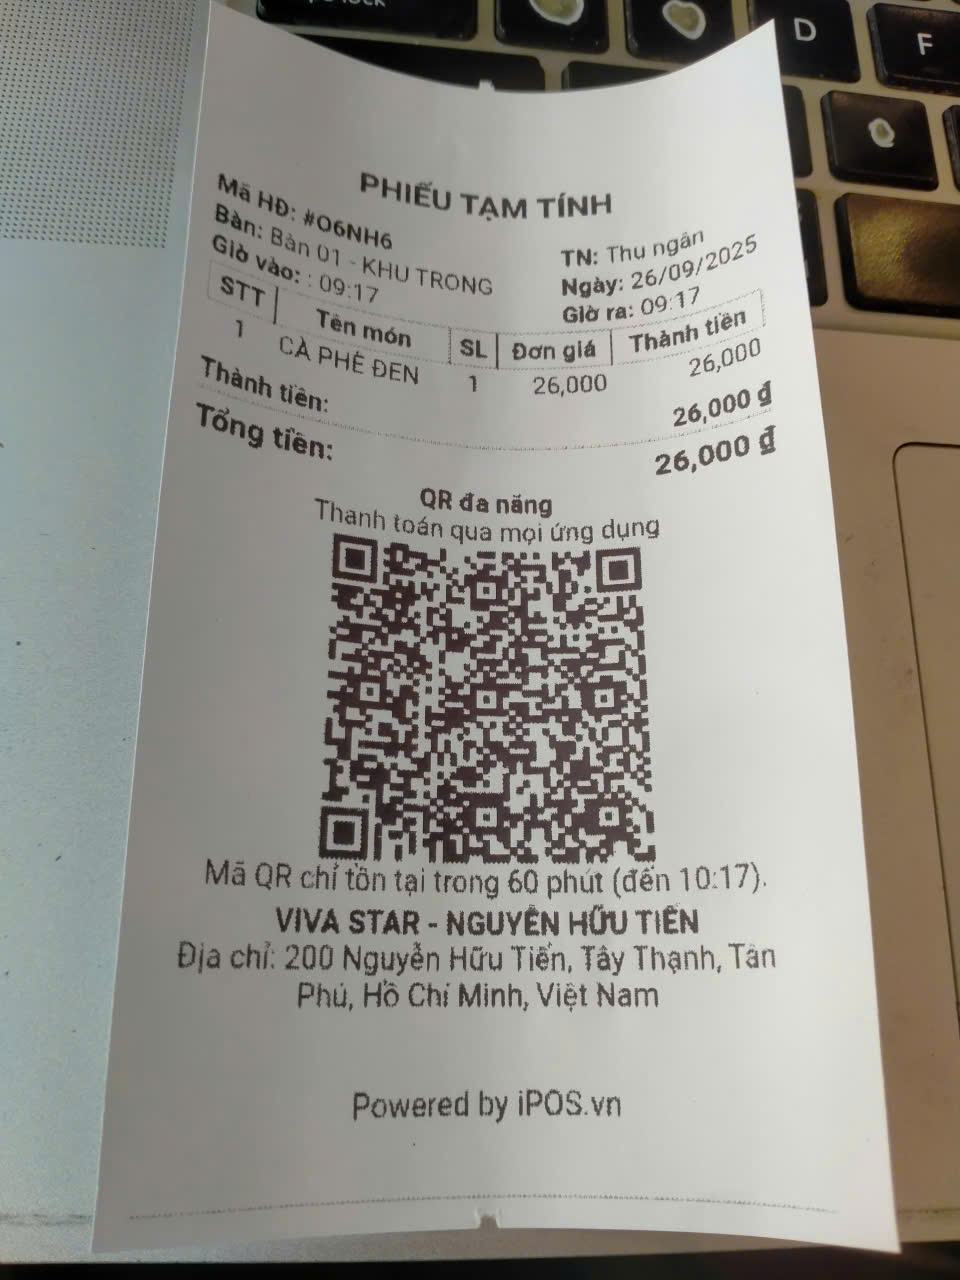 lock
D
F
PHIẾU TẠM TÍNH
Mã HĐ: #O6NH6
Bàn: Bàn 01 - KHU TRONG
TN: Thu ngân
Giờ vào: : 09:17
Ngày: 26/09/2025
Giờ ra: 09:17
STT Tên món SL Đơn giá Thành tiền
1 CÀ PHÊ ĐEN 1 26,000 26,000
Thành tiền: 26,000 ₫
Tổng tiền: 26,000 ₫
QR đa năng
Thanh toán qua mọi ứng dụng
Mã QR chỉ tồn tại trong 60 phút (đến 10:17).
VIVA STAR - NGUYỄN HỮU TIẾN
Địa chỉ: 200 Nguyễn Hữu Tiến, Tây Thạnh, Tân
Phú, Hồ Chí Minh, Việt Nam
Powered by iPOS.vn